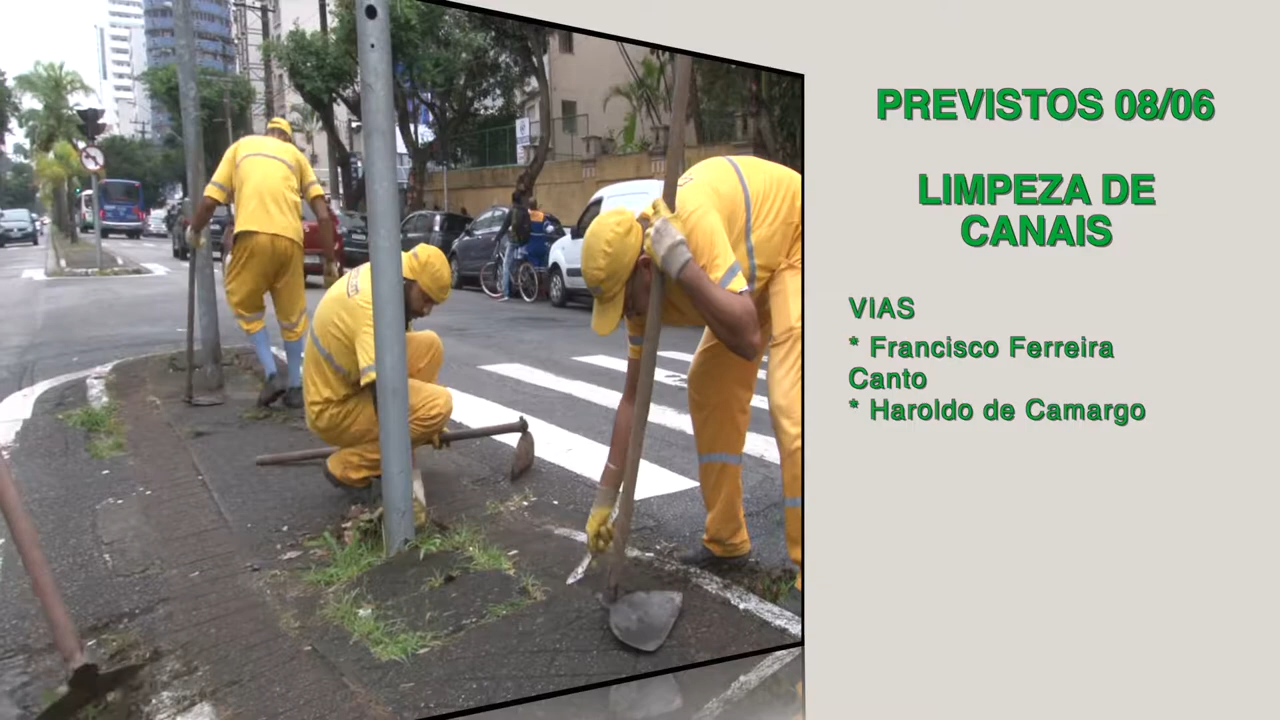 PREVISTOS 08/06
LIMPEZA DE
CANAIS
VIAS
* Francisco Ferreira
Canto
* Haroldo de Camargo